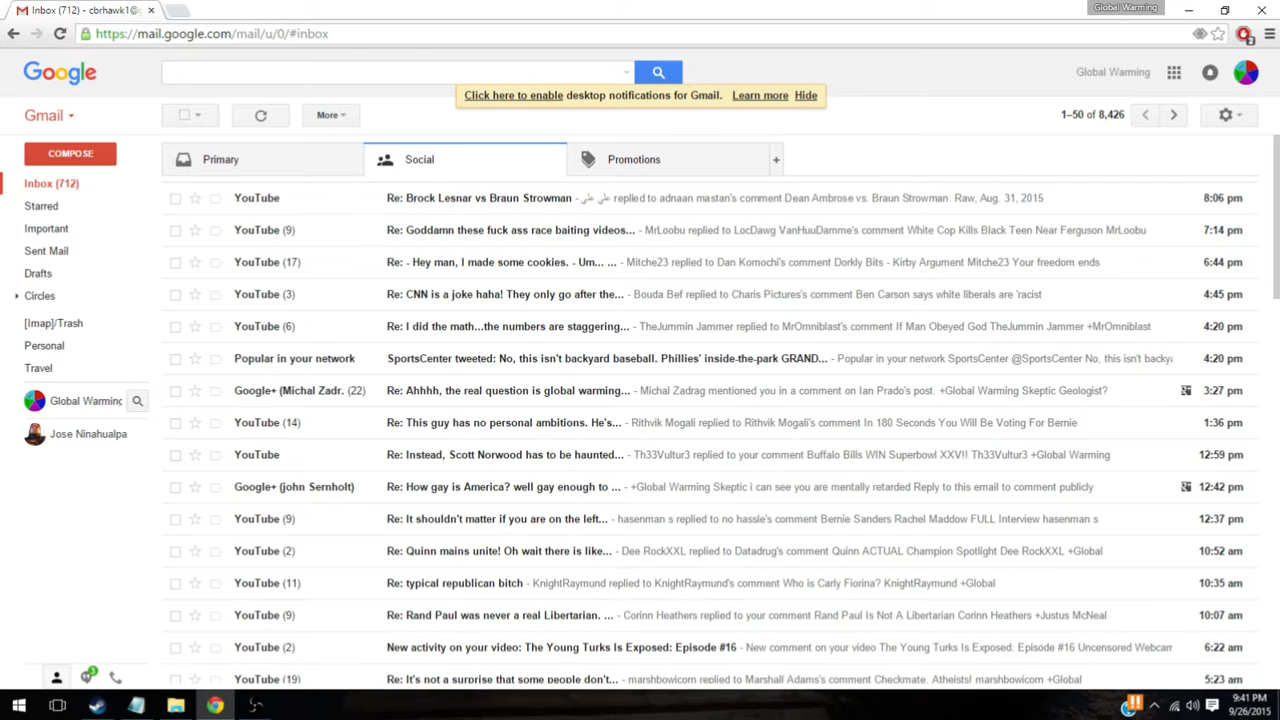 Inbox (712) - cbrhawk1@
Global Warming
https://mail.google.com/mail/u/0/#inbox
2
Google
Global Warming
Click here to enable desktop notifications for Gmail. Learn more Hide
Gmail
More
1–50 of 8,426
COMPOSE
Primary
Social
Promotions
+
Inbox (712)
Starred
Important
Sent Mail
Drafts
Circles
[Imap]/Trash
Personal
Travel
Global Warming
Jose Ninahualpa
3
YouTube Re: Brock Lesnar vs Braun Strowman - علي علي replied to adnaan mastan's comment Dean Ambrose vs. Braun Strowman: Raw, Aug. 31, 2015 8:06 pm
YouTube (9) Re: Goddamn these fuck ass race baiting videos... - MrLoobu replied to LocDawg VanHuuDamme's comment White Cop Kills Black Teen Near Ferguson MrLoobu 7:14 pm
YouTube (17) Re: - Hey man, I made some cookies. - Um... ... - Mitche23 replied to Dan Komochi's comment Dorkly Bits - Kirby Argument Mitche23 Your freedom ends 6:44 pm
YouTube (3) Re: CNN is a joke haha! They only go after the... - Bouda Bef replied to Charis Pictures's comment Ben Carson says white liberals are 'racist 4:45 pm
YouTube (6) Re: I did the math...the numbers are staggering... - TheJummin Jammer replied to MrOmniblast's comment If Man Obeyed God TheJummin Jammer +MrOmniblast 4:20 pm
Popular in your network SportsCenter tweeted: No, this isn't backyard baseball. Phillies' inside-the-park GRAND... - Popular in your network SportsCenter @SportsCenter No, this isn't backya 4:20 pm
Google+ (Michal Zadr. (22) Re: Ahhhh, the real question is global warming... - Michal Zadrag mentioned you in a comment on Ian Prado's post. +Global Warming Skeptic Geologist? 3:27 pm
YouTube (14) Re: This guy has no personal ambitions. He's... - Rithvik Mogali replied to Rithvik Mogali's comment In 180 Seconds You Will Be Voting For Bernie 1:36 pm
YouTube Re: Instead, Scott Norwood has to be haunted... - Th33Vultur3 replied to your comment Buffalo Bills WIN Superbowl XXV!! Th33Vultur3 +Global Warming 12:59 pm
Google+ (john Sernholt) Re: How gay is America? well gay enough to ... - +Global Warming Skeptic i can see you are mentally retarded Reply to this email to comment publicly 12:42 pm
YouTube (9) Re: It shouldn't matter if you are on the left... - hasenman s replied to no hassle's comment Bernie Sanders Rachel Maddow FULL Interview hasenman s 12:37 pm
YouTube (2) Re: Quinn mains unite! Oh wait there is like... - Dee RockXXL replied to Datadrug's comment Quinn ACTUAL Champion Spotlight Dee RockXXL +Global 10:52 am
YouTube (11) Re: typical republican bitch - KnightRaymund replied to KnightRaymund's comment Who is Carly Fiorina? KnightRaymund +Global 10:35 am
YouTube (9) Re: Rand Paul was never a real Libertarian. ... - Corinn Heathers replied to your comment Rand Paul Is Not A Libertarian Corinn Heathers +Justus McNeal 10:07 am
YouTube (2) New activity on your video: The Young Turks Is Exposed: Episode #16 - New comment on your video The Young Turks Is Exposed: Episode #16 Uncensored Webcam 6:22 am
YouTube (19) Re: It's not a surprise that some people don't... - marshbowicom replied to Marshall Adams's comment Checkmate, Atheists! marshbowicom +Global 5:23 am
9:41 PM
9/26/2015